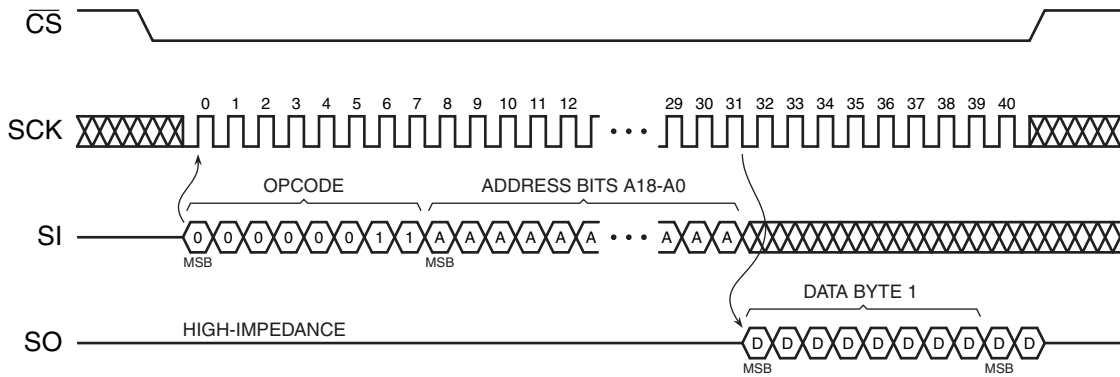 CS
0 1 2 3 4 5 6 7 8 9 10 11 12 29 30 31 32 33 34 35 36 37 38 39 40
SCK
OPCODE ADDRESS BITS A18-A0
SI 0 0 0 0 0 0 1 1 A A A A A A A A A
MSB MSB
DATA BYTE 1
HIGH-IMPEDANCE
SO D D D D D D D D D D
MSB MSB